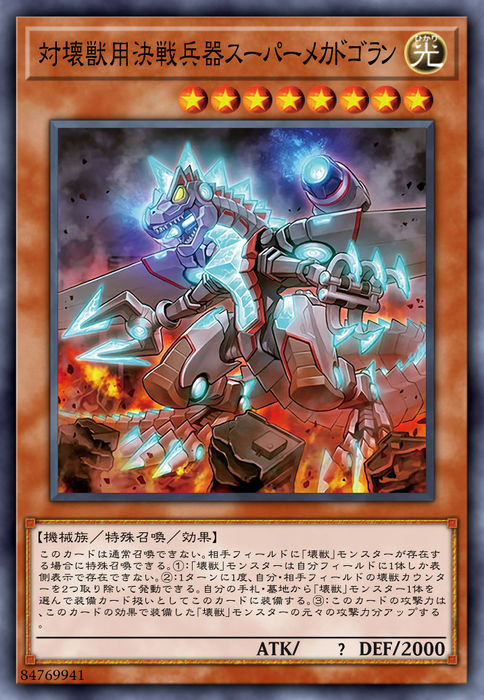 対壊獣用決戦兵器スーパーメカドゴラン
光
ひかり
【機械族／特殊召喚／効果】
このカードは通常召喚できない。相手フィールドに「壊獣」モンスターが存在す
る場合に特殊召喚できる。①:「壊獣」モンスターは自分フィールドに1体しか表
側表示で存在できない。②:1ターンに1度、自分・相手フィールドの壊獣カウンタ
ーを2つ取り除いて発動できる。自分の手札・墓地から「壊獣」モンスター1体を
選んで装備カード扱いとしてこのカードに装備する。③:このカードの攻撃力は
、このカードの効果で装備した「壊獣」モンスターの元々の攻撃力分アップする
。
ATK/ ? DEF/2000
84769941